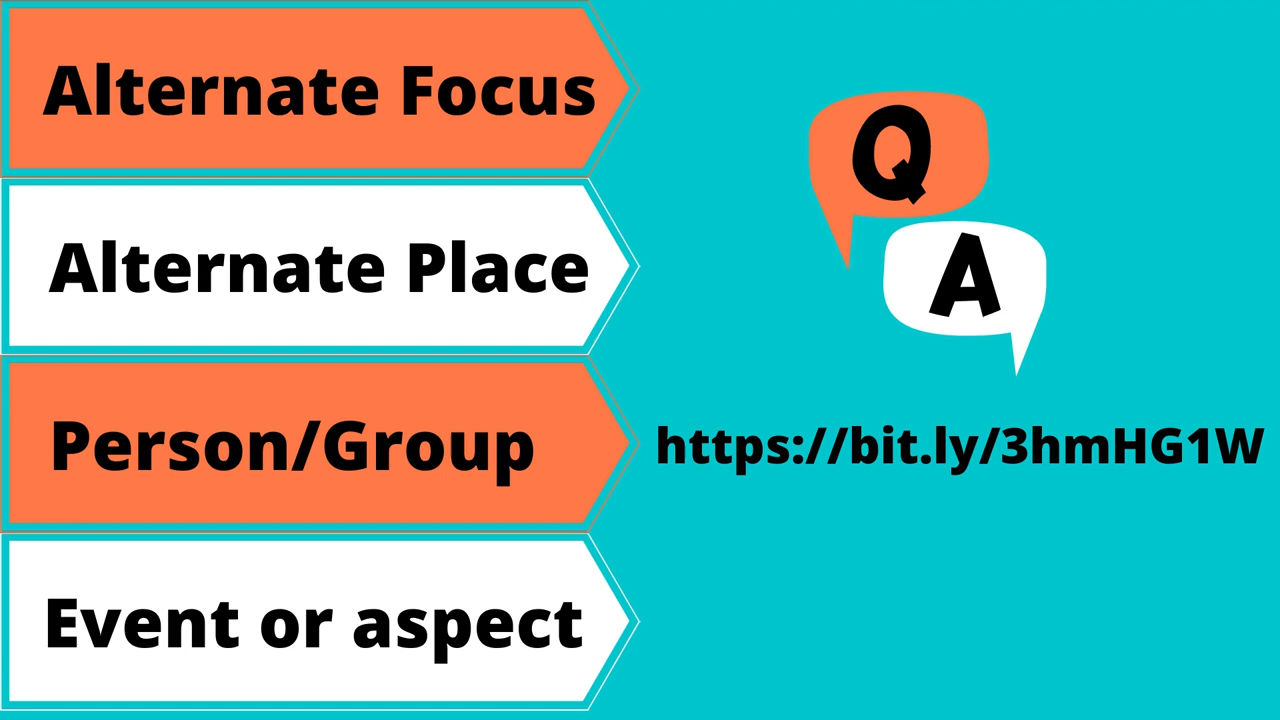 Alternate Focus
Alternate Place
Person/Group
Event or aspect
Q
A
https://bit.ly/3hmHG1W